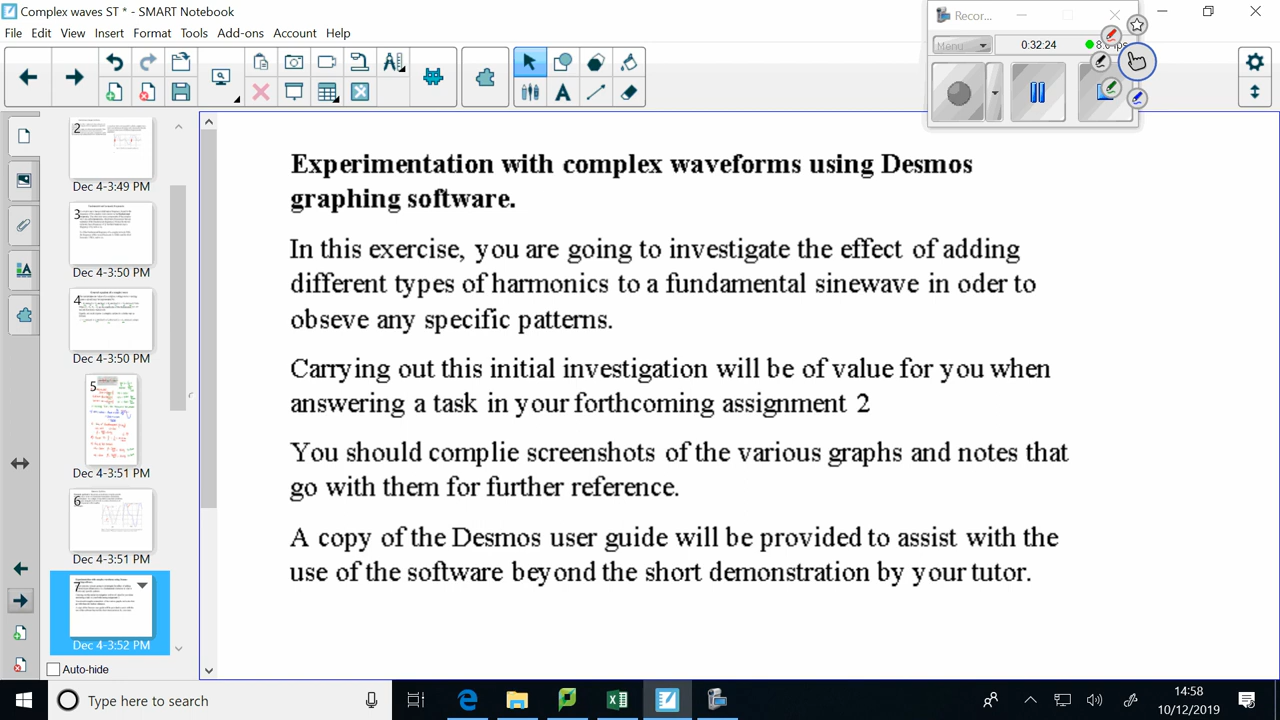 Complex waves ST * - SMART Notebook
File Edit View Insert Format Tools Add-ons Account Help
Recor...
Menu 0:32:24
2
Dec 4-3:49 PM
3
Dec 4-3:50 PM
4
Dec 4-3:50 PM
5
Dec 4-3:51 PM
6
Dec 4-3:51 PM
7
Dec 4-3:52 PM
Auto-hide
Experimentation with complex waveforms using Desmos
graphing software.
In this exercise, you are going to investigate the effect of adding
different types of harmonics to a fundamental sinewave in oder to
obseve any specific patterns.
Carrying out this initial investigation will be of value for you when
answering a task in your forthcoming assignment 2
You should complie screenshots of the various graphs and notes that
go with them for further reference.
A copy of the Desmos user guide will be provided to assist with the
use of the software beyond the short demonstration by your tutor.
Type here to search
14:58
10/12/2019